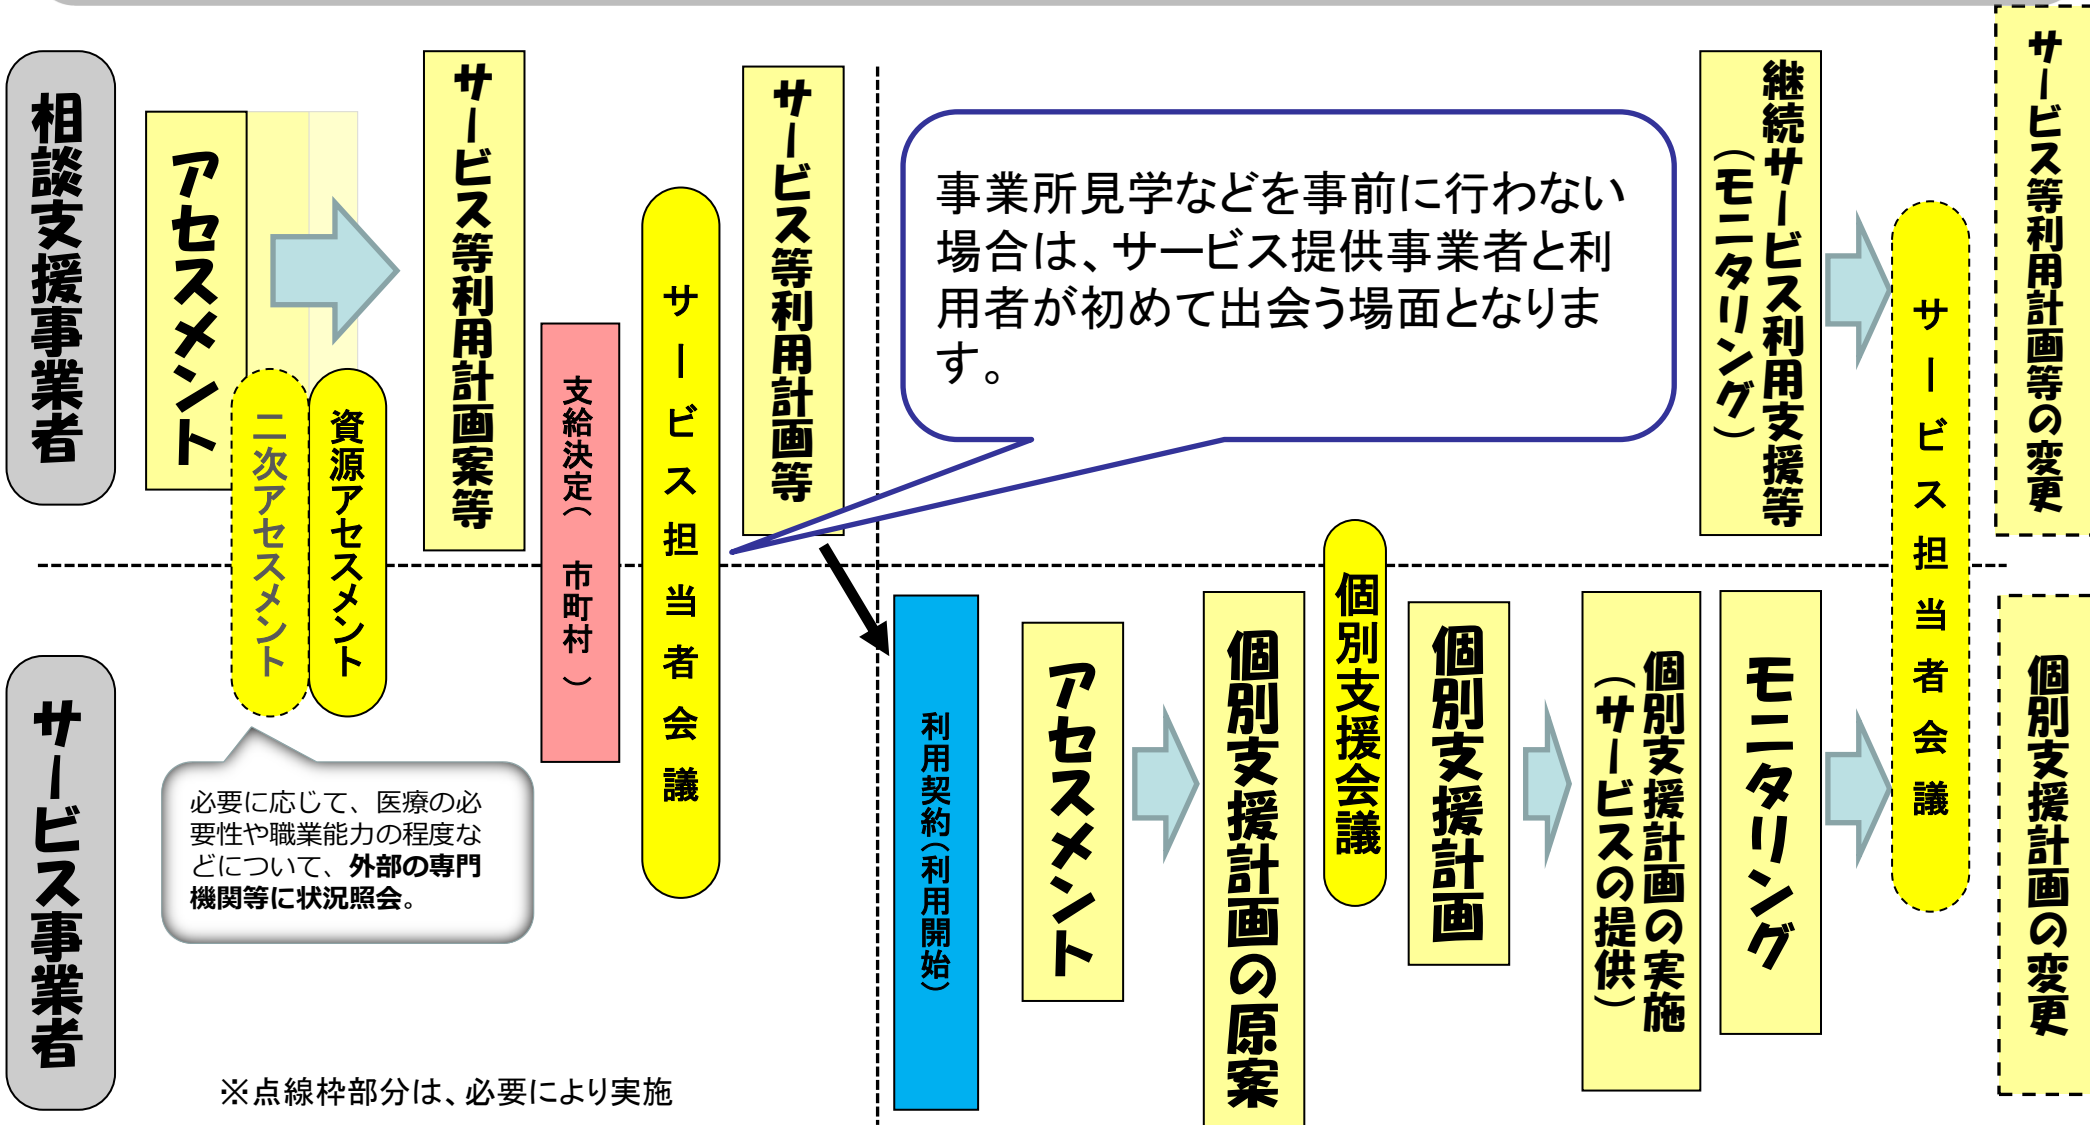 相談支援事業者
アセスメント
二次アセスメント
資源アセスメント
サービス等利用計画案等
支給決定（　市町村　）
サービス担当者会議
サービス等利用計画等
事業所見学などを事前に行わない
場合は、サービス提供事業者と利
用者が初めて出会う場面となりま
す。
継続サービス利用支援等
（モニタリング）
サービス担当者会議
サービス等利用計画等の変更
サービス事業者
必要に応じて、医療の必
要性や職業能力の程度な
どについて、外部の専門
機関等に状況照会。
利用契約（利用開始）
アセスメント
個別支援計画の原案
個別支援会議
個別支援計画
個別支援計画の実施
（サービスの提供）
モニタリング
個別支援計画の変更
※点線枠部分は、必要により実施